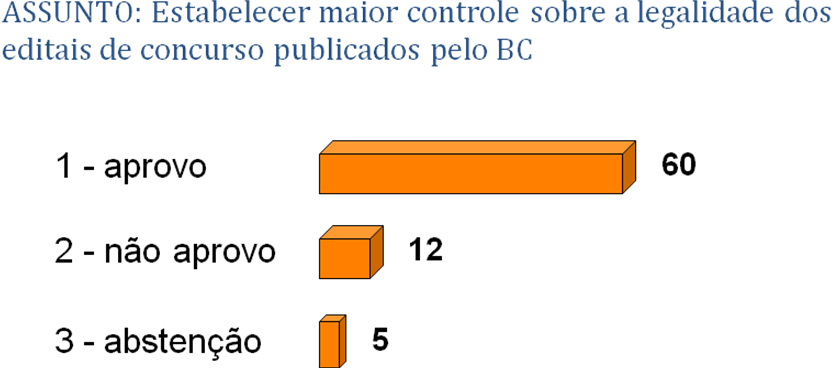 ASSUNTO: Estabelecer maior controle sobre a legalidade dos
editais de concurso publicados pelo BC
1 - aprovo 60
2 - não aprovo 12
3 - abstenção 5